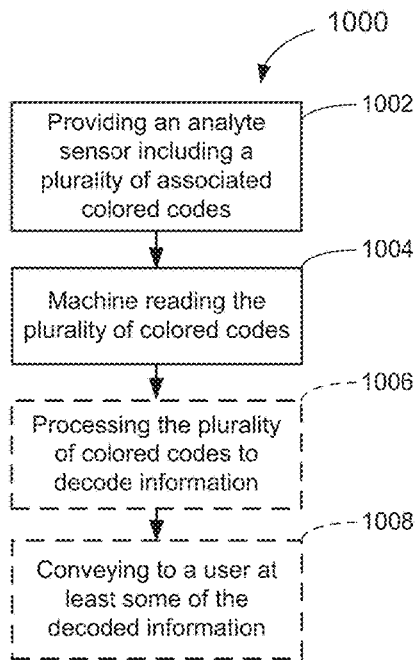 1000
1002
Providing an analyte
sensor including a
plurality of associated
colored codes
1004
Machine reading the
plurality of colored codes
1006
Processing the plurality
of colored codes to
decode information
1008
Conveying to a user at
least some of the
decoded information